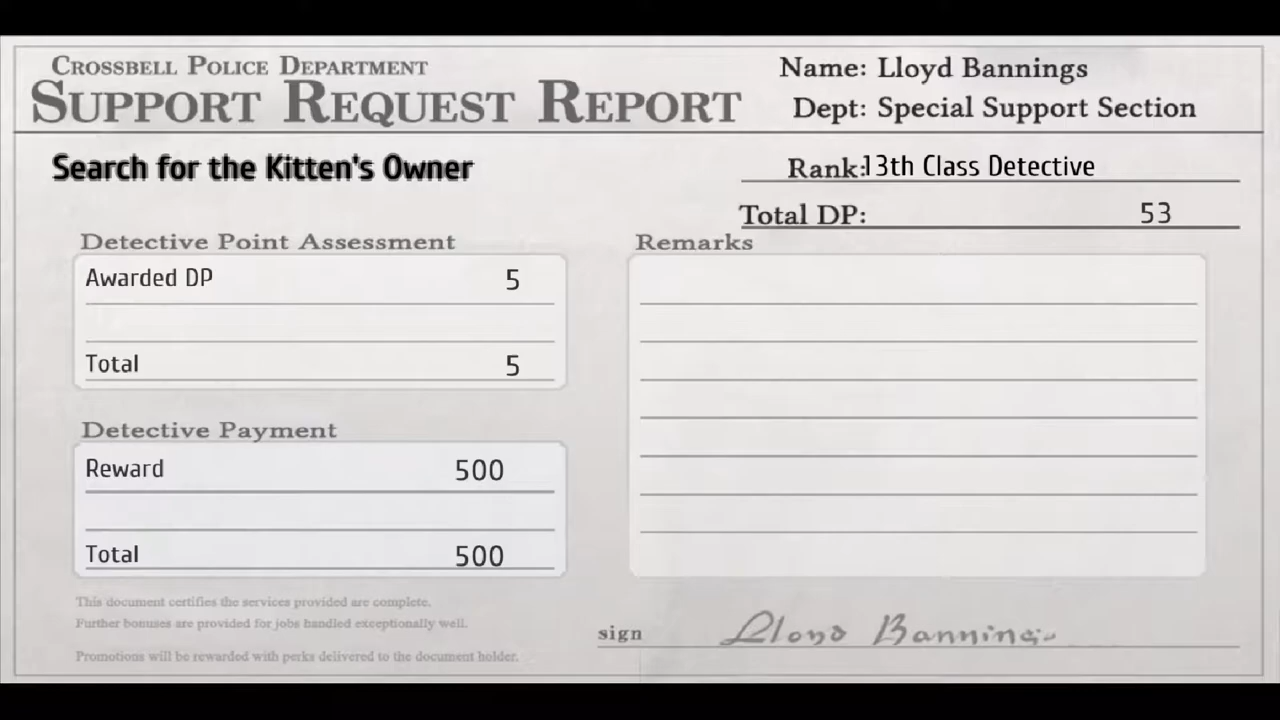 CROSSBELL POLICE DEPARTMENT
SUPPORT REQUEST REPORT
Name: Lloyd Bannings
Dept: Special Support Section
Search for the Kitten's Owner
Rank: 13th Class Detective
Total DP: 53
Detective Point Assessment
Awarded DP 5
Total 5
Remarks
Detective Payment
Reward 500
Total 500
This document certifies the services provided are complete.
Further bonuses are provided for jobs handled exceptionally well.
Promotions will be rewarded with perks delivered to the document holder.
sign Lloyd Bannings